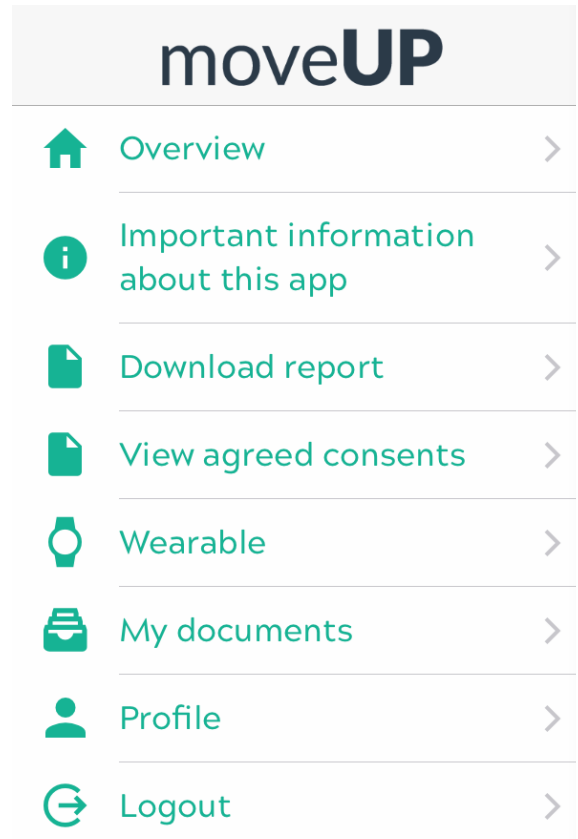 moveUP
Overview
Important information
about this app
Download report
View agreed consents
Wearable
My documents
Profile
Logout